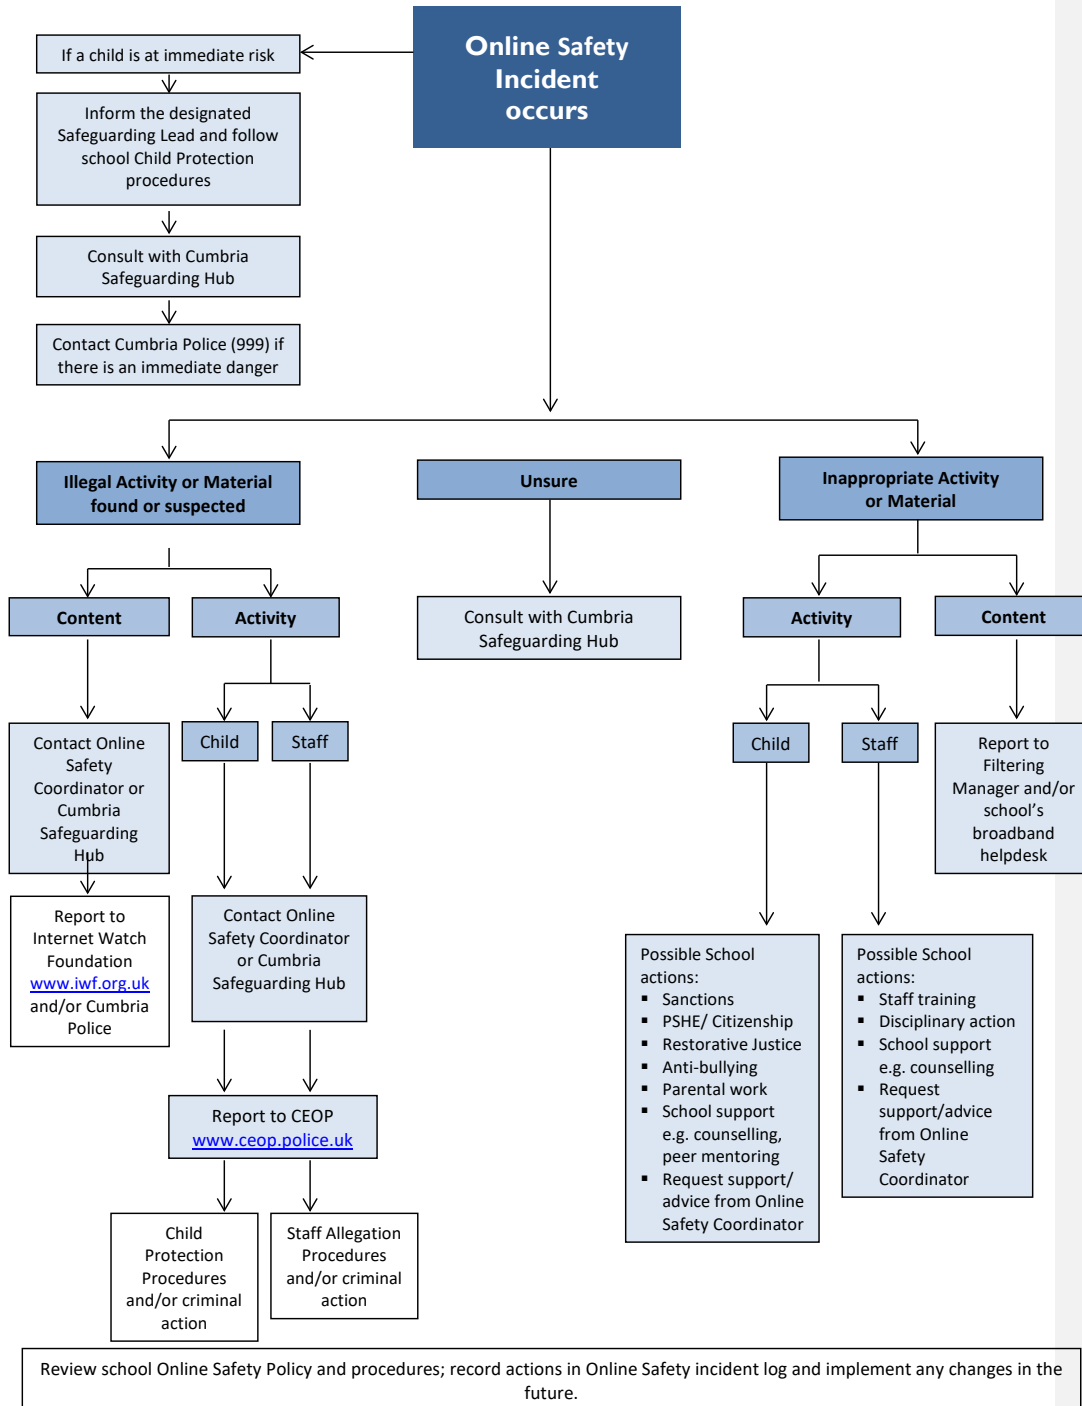 Online Safety
Incident
occurs
If a child is at immediate risk
Inform the designated
Safeguarding Lead and follow
school Child Protection
procedures
Consult with Cumbria
Safeguarding Hub
Contact Cumbria Police (999) if
there is an immediate danger
Illegal Activity or Material
found or suspected
Unsure
Inappropriate Activity
or Material
Content
Activity
Consult with Cumbria
Safeguarding Hub
Activity
Content
Contact Online
Safety
Coordinator or
Cumbria
Safeguarding
Hub
Child
Staff
Child
Staff
Report to
Filtering
Manager and/or
school’s
broadband
helpdesk
Report to
Internet Watch
Foundation
www.iwf.org.uk
and/or Cumbria
Police
Contact Online
Safety Coordinator
or Cumbria
Safeguarding Hub
Possible School
actions:
▪ Sanctions
▪ PSHE/ Citizenship
▪ Restorative Justice
▪ Anti-bullying
▪ Parental work
▪ School support
e.g. counselling,
peer mentoring
▪ Request support/
advice from Online
Safety Coordinator
Possible School
actions:
▪ Staff training
▪ Disciplinary action
▪ School support
e.g. counselling
▪ Request
support/advice
from Online
Safety
Coordinator
Report to CEOP
www.ceop.police.uk
Child
Protection
Procedures
and/or criminal
action
Staff Allegation
Procedures
and/or criminal
action
Review school Online Safety Policy and procedures; record actions in Online Safety incident log and implement any changes in the
future.